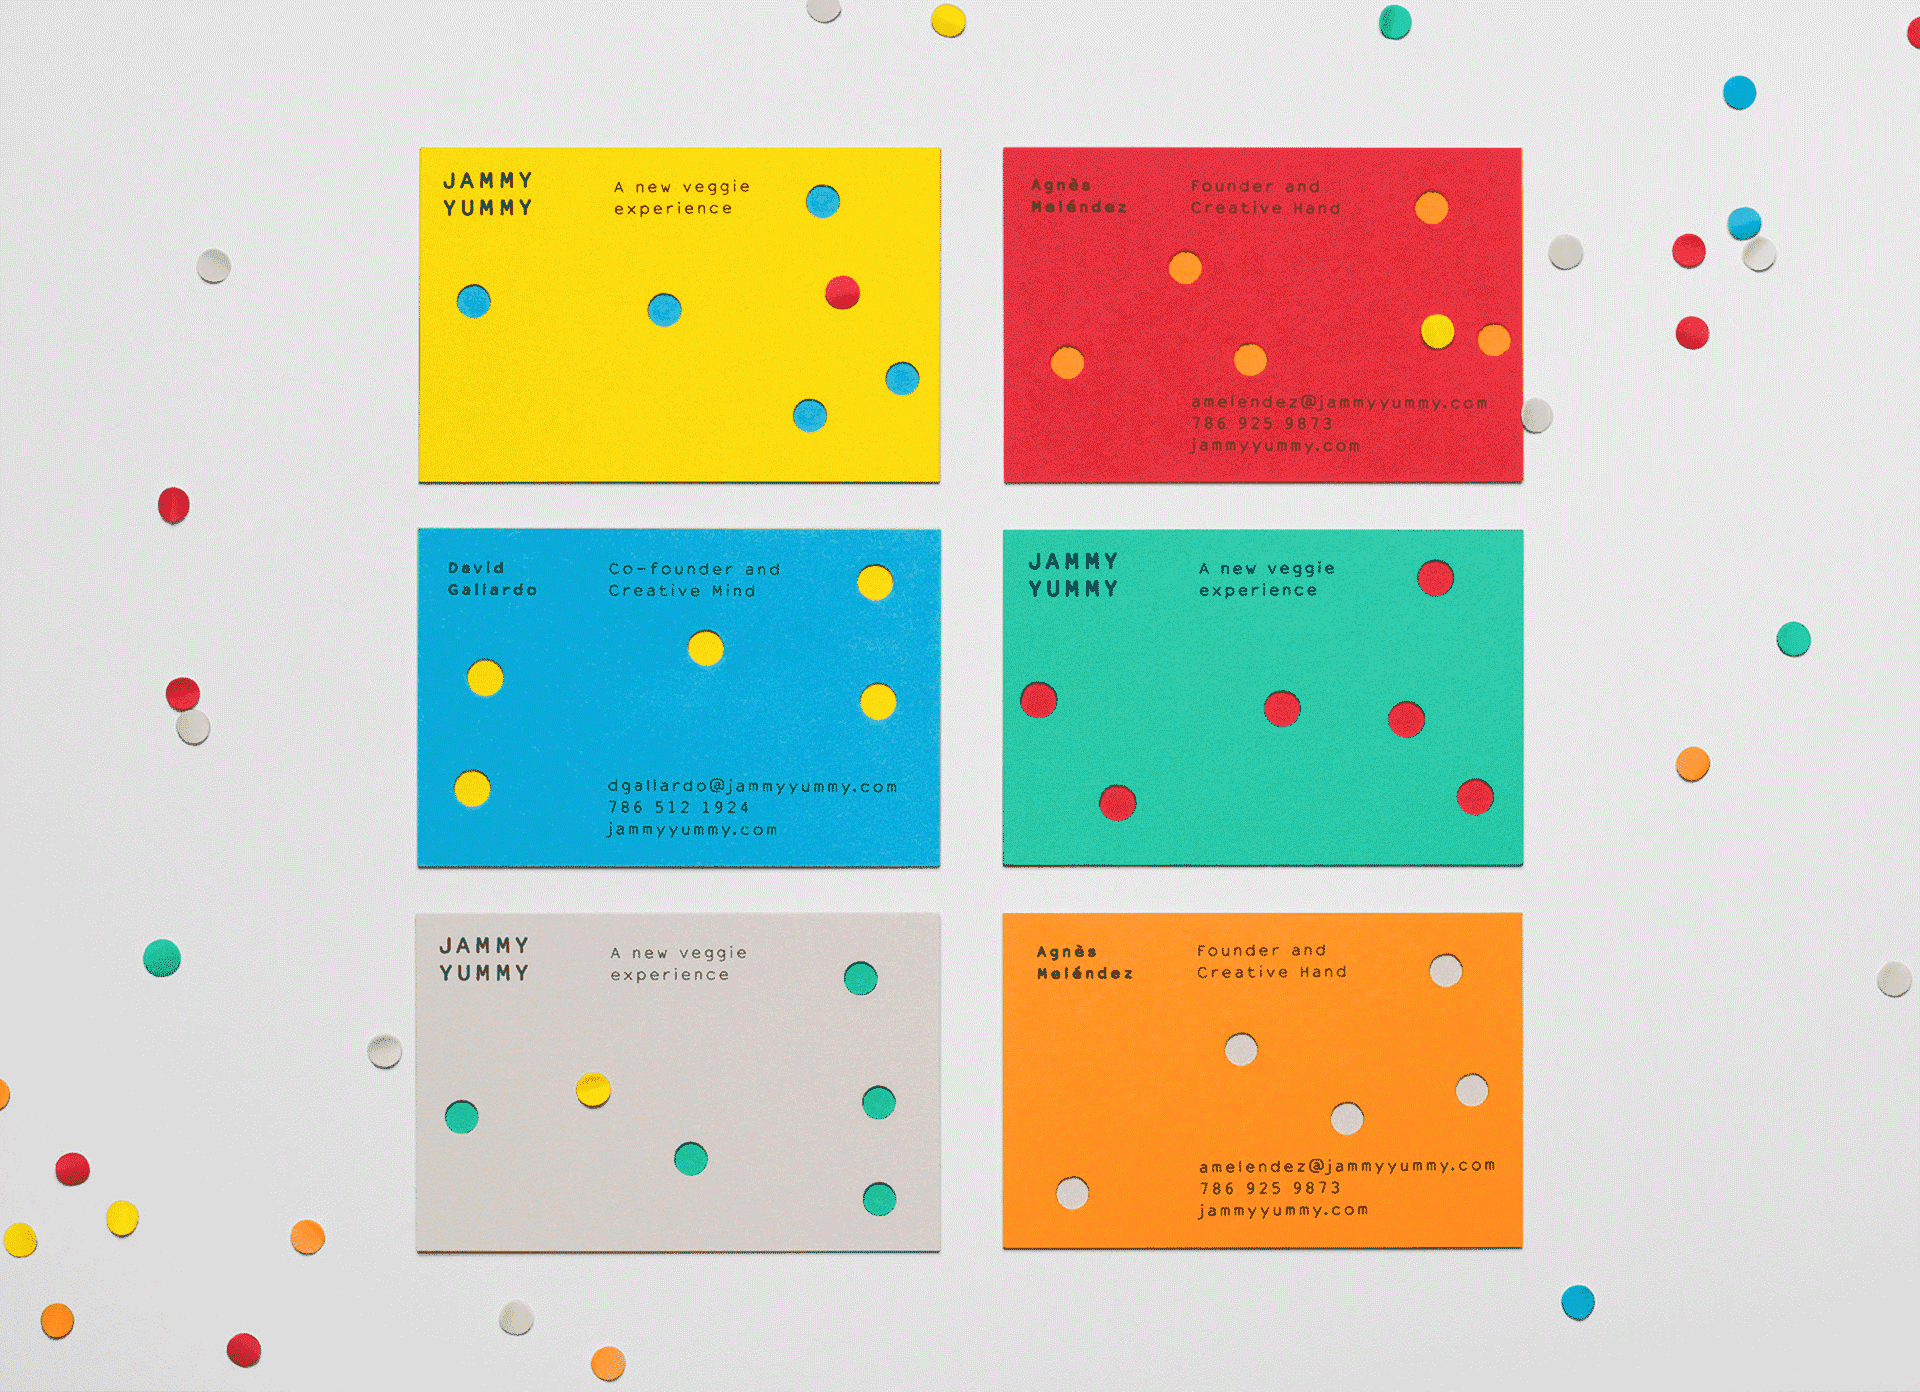 JAMMY
YUMMY
A new veggie
experience
Agnès
Meléndez
Founder and
Creative Hand
amelendez@jammyyummy.com
786 925 9873
jammyyummy.com
David
Gallardo
Co-founder and
Creative Mind
dgallardo@jammyyummy.com
786 512 1924
jammyyummy.com
JAMMY
YUMMY
A new veggie
experience
JAMMY
YUMMY
A new veggie
experience
Agnès
Meléndez
Founder and
Creative Hand
amelendez@jammyyummy.com
786 925 9873
jammyyummy.com